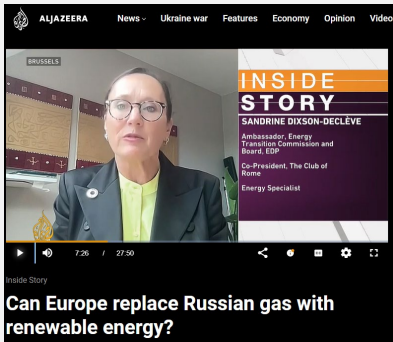 ALJAZEERA News Ukraine war Features Economy Opinion Video
BRUSSELS
INSIDE
STORY
SANDRINE DIXSON-DECLÈVE
Ambassador, Energy
Transition Commission and
Board, EDP
Co-President, The Club of
Rome
Energy Specialist
7:26 / 27:50
Inside Story
Can Europe replace Russian gas with
renewable energy?